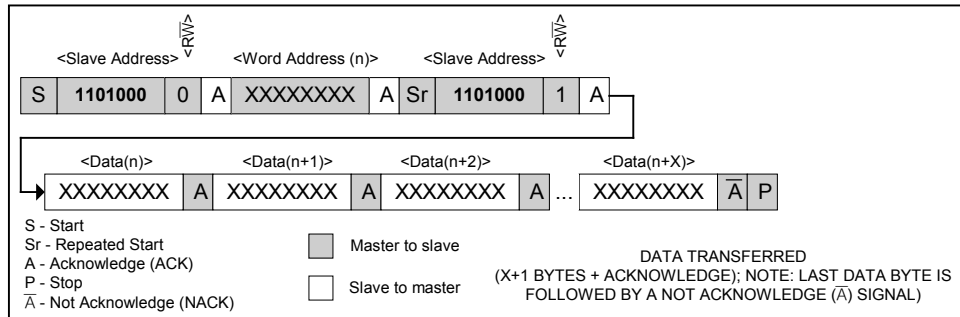 <RW̅> <RW̅>
<Slave Address> <Word Address (n)> <Slave Address>
S 1101000 0 A XXXXXXXX A Sr 1101000 1 A
<Data(n)> <Data(n+1)> <Data(n+2)> <Data(n+X)>
XXXXXXXX A XXXXXXXX A XXXXXXXX A ... XXXXXXXX A̅ P
S - Start
Sr - Repeated Start
A - Acknowledge (ACK)
P - Stop
A̅ - Not Acknowledge (NACK)
Master to slave
Slave to master
DATA TRANSFERRED
(X+1 BYTES + ACKNOWLEDGE); NOTE: LAST DATA BYTE IS
FOLLOWED BY A NOT ACKNOWLEDGE (A̅) SIGNAL)